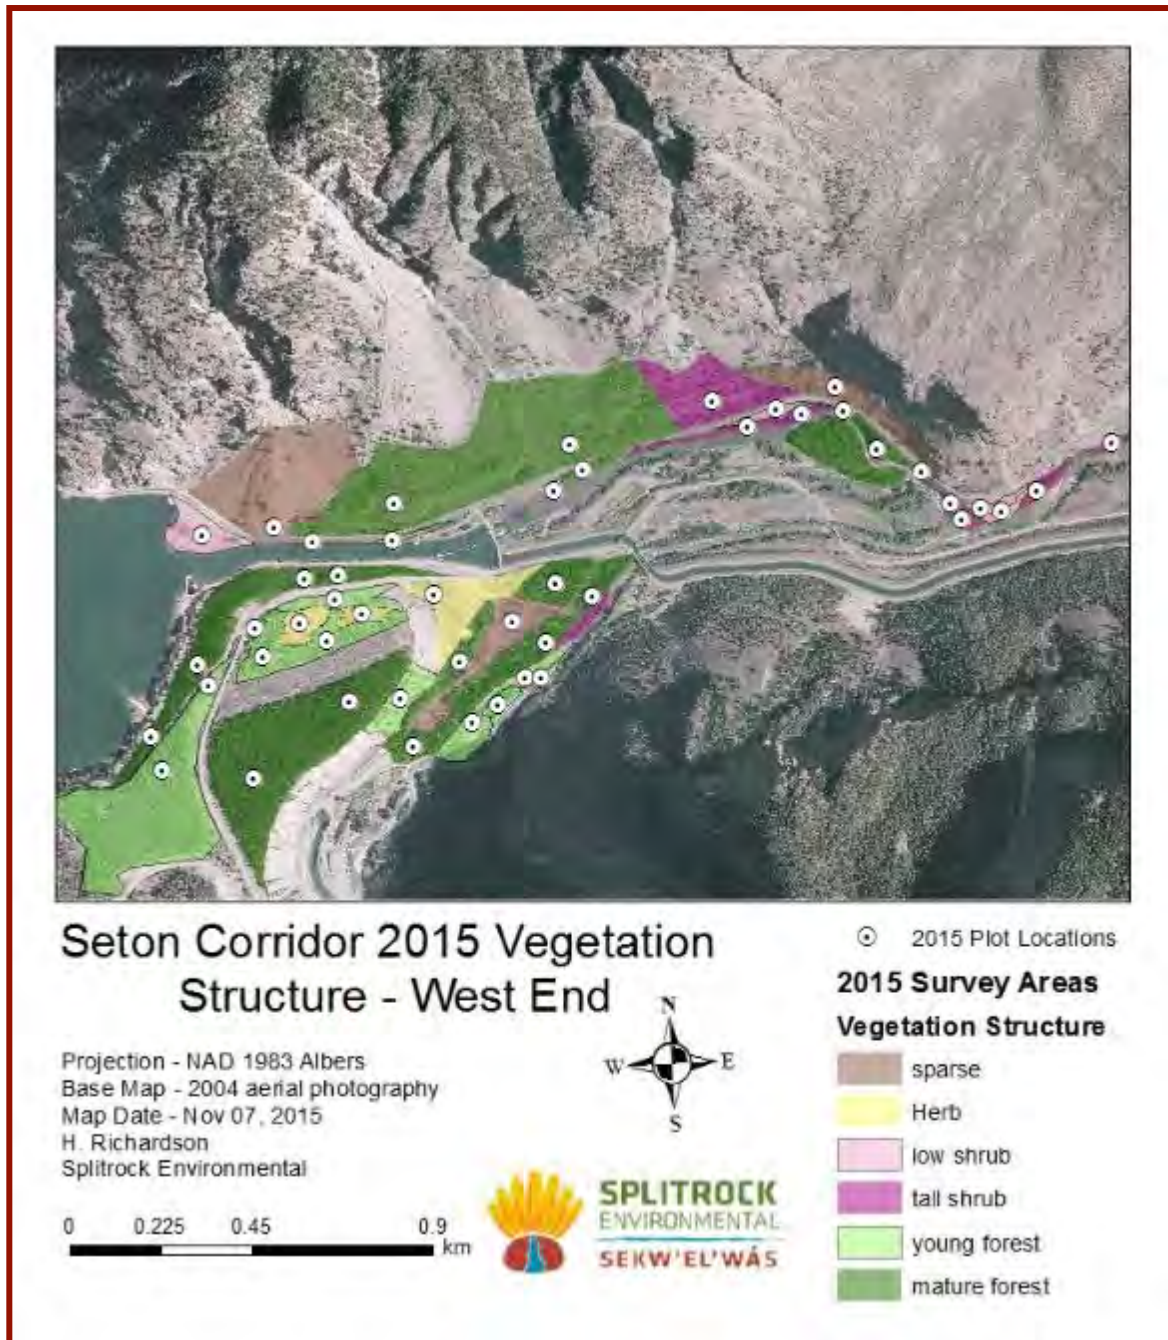 Seton Corridor 2015 Vegetation
Structure - West End
Projection - NAD 1983 Albers
Base Map - 2004 aerial photography
Map Date - Nov 07, 2015
H. Richardson
Splitrock Environmental
0 0.225 0.45 0.9
km
N
W E
S
SPLITROCK
ENVIRONMENTAL
SEKW'EL'WÁS
2015 Plot Locations
2015 Survey Areas
Vegetation Structure
sparse
Herb
low shrub
tall shrub
young forest
mature forest